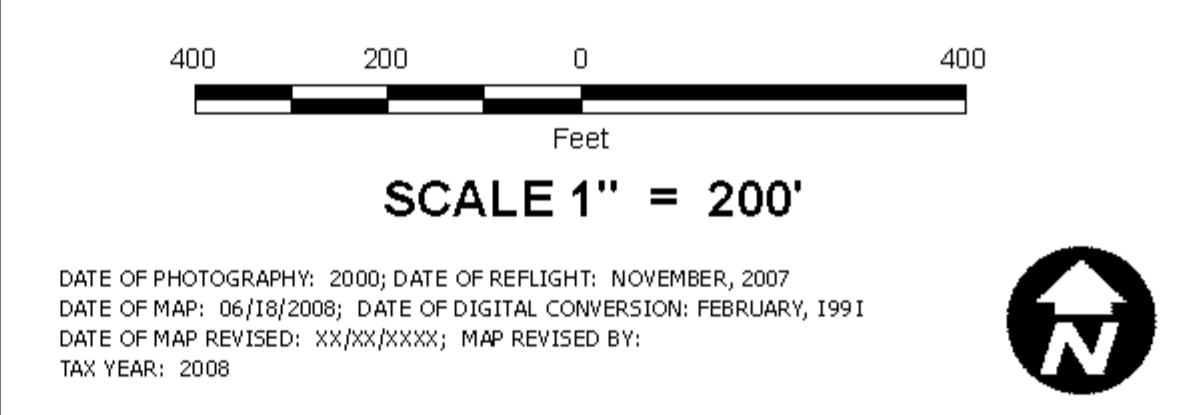 400 200 0 400
Feet
SCALE 1" = 200'
DATE OF PHOTOGRAPHY: 2000; DATE OF REFLIGHT: NOVEMBER, 2007
DATE OF MAP: 06/18/2008; DATE OF DIGITAL CONVERSION: FEBRUARY, 1991
DATE OF MAP REVISED: XX/XX/XXXX; MAP REVISED BY:
TAX YEAR: 2008
N